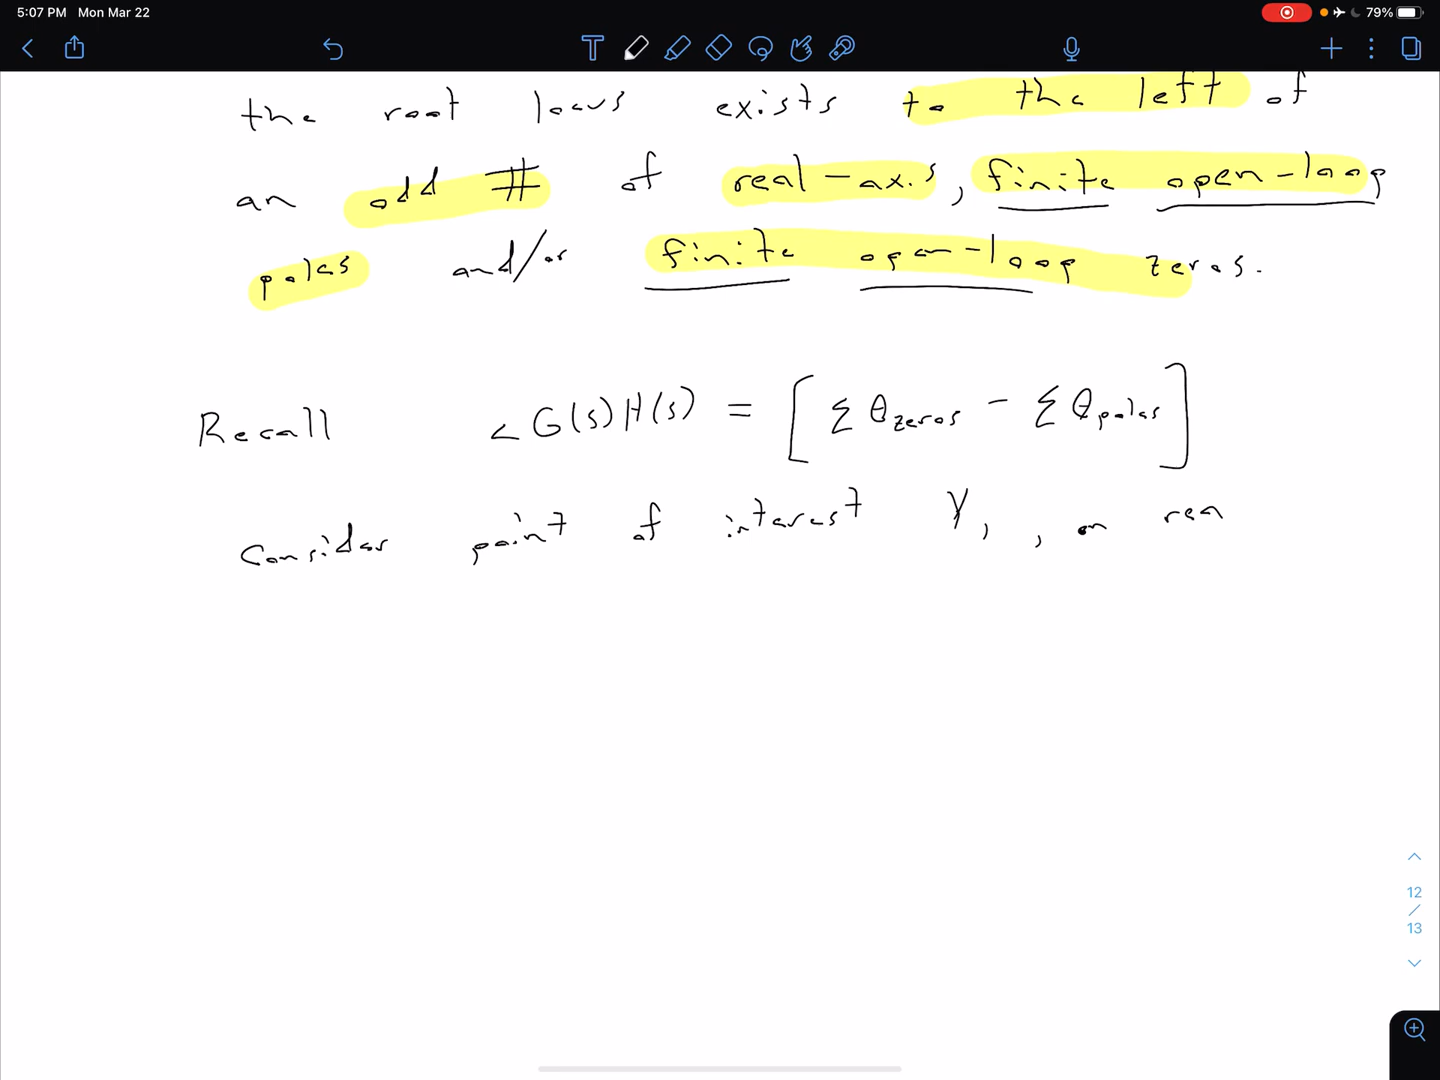 5:07 PM Mon Mar 22 79%
the root locus exists to the left of
an odd # of real-axis, finite open-loop
poles and/or finite open-loop zeros.
Recall ∠G(s)H(s) = [Σ θzeros - Σ θpoles]
Consider point of interest γ, , on rea
12
/
13